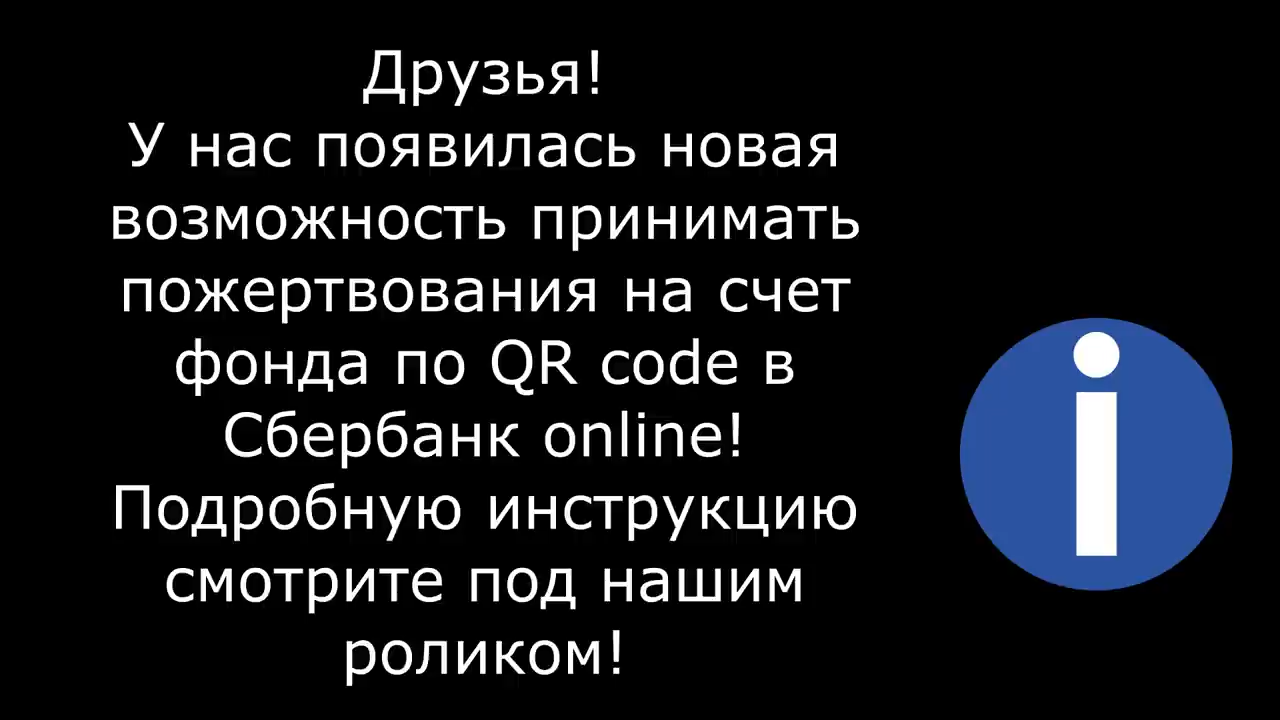 Друзья!
У нас появилась новая
возможность принимать
пожертвования на счет
фонда по QR code в
Сбербанк online!
Подробную инструкцию
смотрите под нашим
роликом!